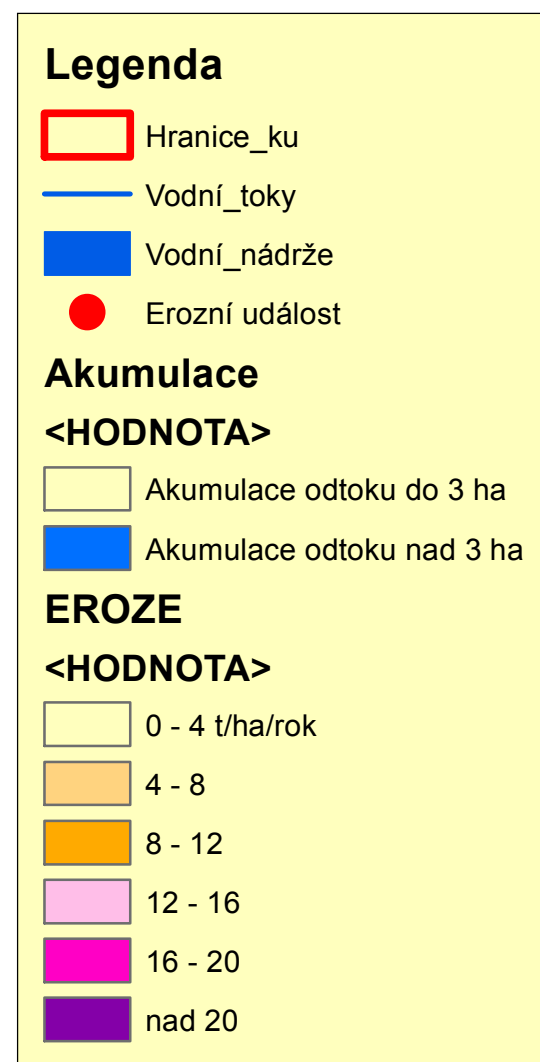 Legenda
Hranice_ku
Vodní_toky
Vodní_nádrže
Erozní událost
Akumulace
<HODNOTA>
Akumulace odtoku do 3 ha
Akumulace odtoku nad 3 ha
EROZE
<HODNOTA>
0 - 4 t/ha/rok
4 - 8
8 - 12
12 - 16
16 - 20
nad 20